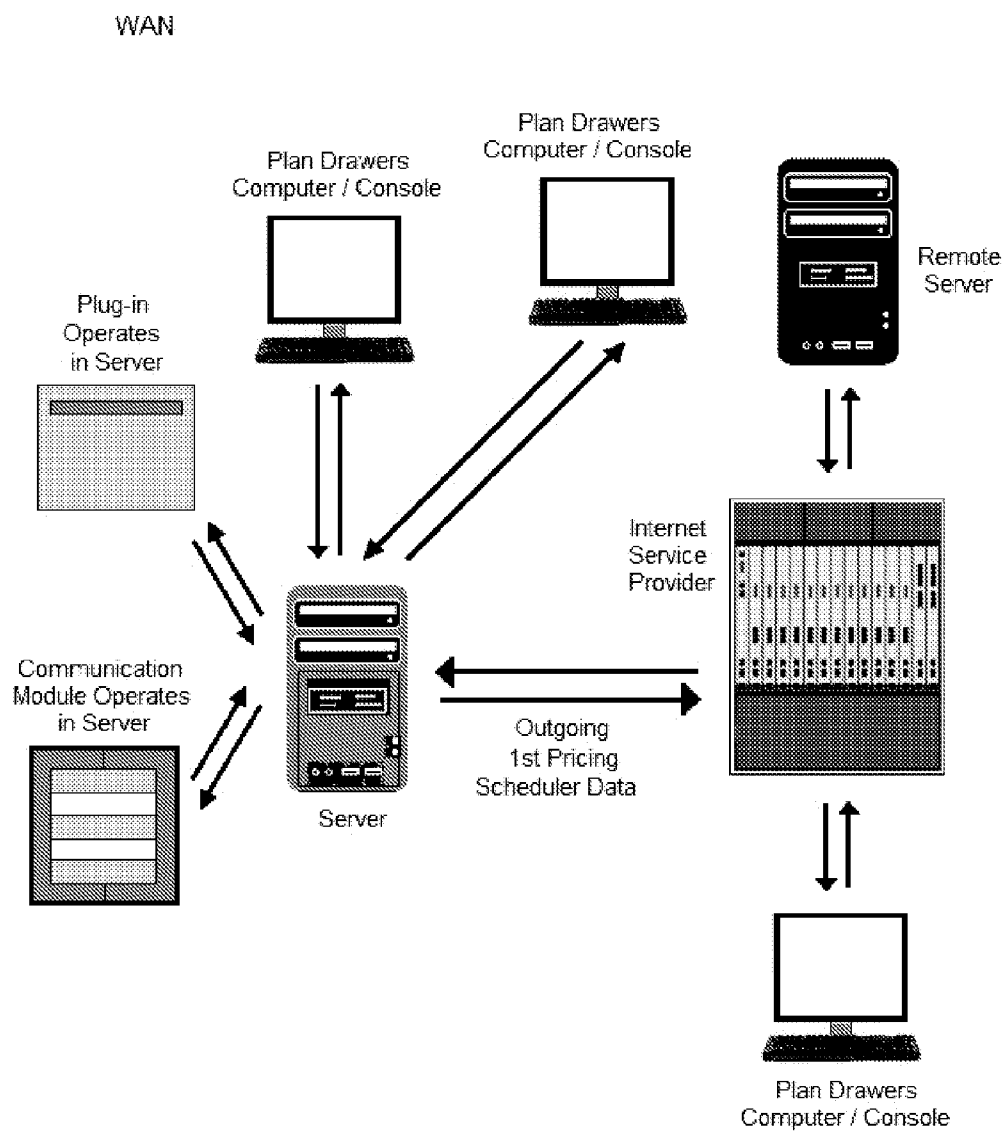 WAN
Plan Drawers
Computer / Console
Plan Drawers
Computer / Console
Remote
Server
Plug-in
Operates
in Server
Internet
Service
Provider
Communication
Module Operates
in Server
Outgoing
1st Pricing
Scheduler Data
Server
Plan Drawers
Computer / Console